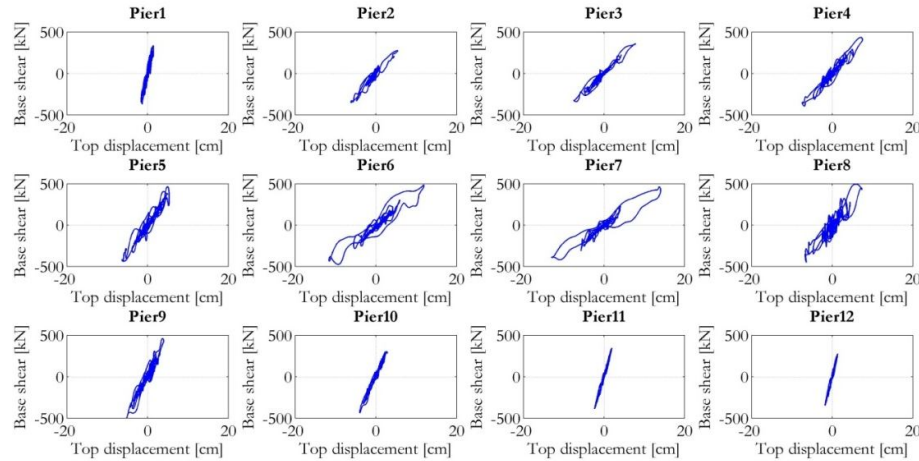 Pier1 Pier2 Pier3 Pier4
500 500 500 500
Base shear [kN] Base shear [kN] Base shear [kN] Base shear [kN]
0 0 0 0
-500 -500 -500 -500
-20 0 20 -20 0 20 -20 0 20 -20 0 20
Top displacement [cm] Top displacement [cm] Top displacement [cm] Top displacement [cm]
Pier5 Pier6 Pier7 Pier8
500 500 500 500
Base shear [kN] Base shear [kN] Base shear [kN] Base shear [kN]
0 0 0 0
-500 -500 -500 -500
-20 0 20 -20 0 20 -20 0 20 -20 0 20
Top displacement [cm] Top displacement [cm] Top displacement [cm] Top displacement [cm]
Pier9 Pier10 Pier11 Pier12
500 500 500 500
Base shear [kN] Base shear [kN] Base shear [kN] Base shear [kN]
0 0 0 0
-500 -500 -500 -500
-20 0 20 -20 0 20 -20 0 20 -20 0 20
Top displacement [cm] Top displacement [cm] Top displacement [cm] Top displacement [cm]